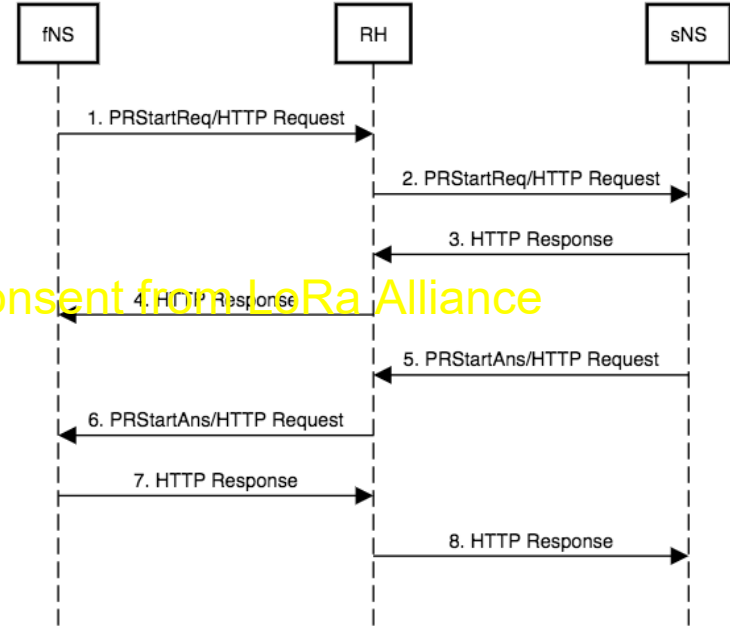 fNS RH sNS
1. PRStartReq/HTTP Request
2. PRStartReq/HTTP Request
3. HTTP Response
4. HTTP Response
onsent from LoRa Alliance
5. PRStartAns/HTTP Request
6. PRStartAns/HTTP Request
7. HTTP Response
8. HTTP Response